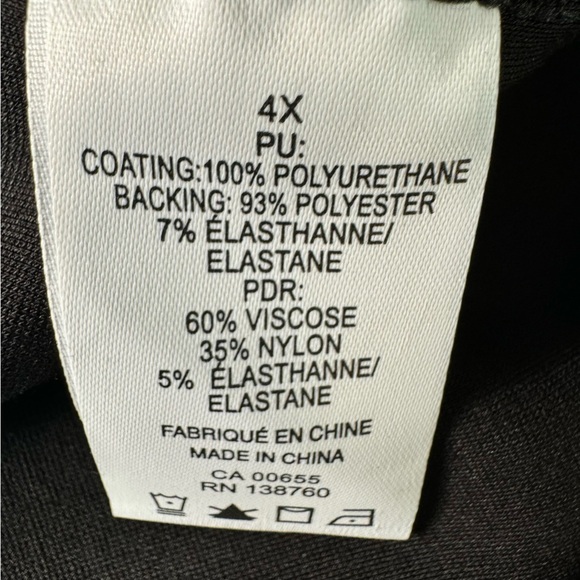 4X
PU:
COATING:100% POLYURETHANE
BACKING: 93% POLYESTER
7% ÉLASTHANNE/
ELASTANE
PDR:
60% VISCOSE
35% NYLON
5% ÉLASTHANNE/
ELASTANE
FABRIQUÉ EN CHINE
MADE IN CHINA
CA 00655
RN 138760